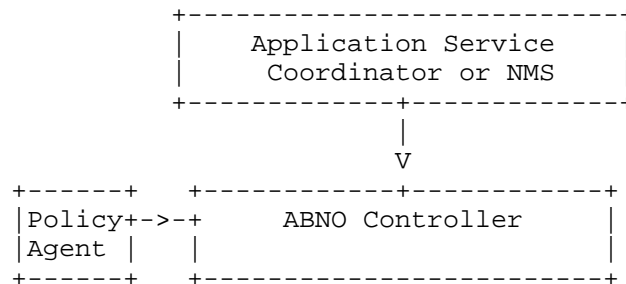 Application Service
Coordinator or NMS
V
Policy ABNO Controller
Agent